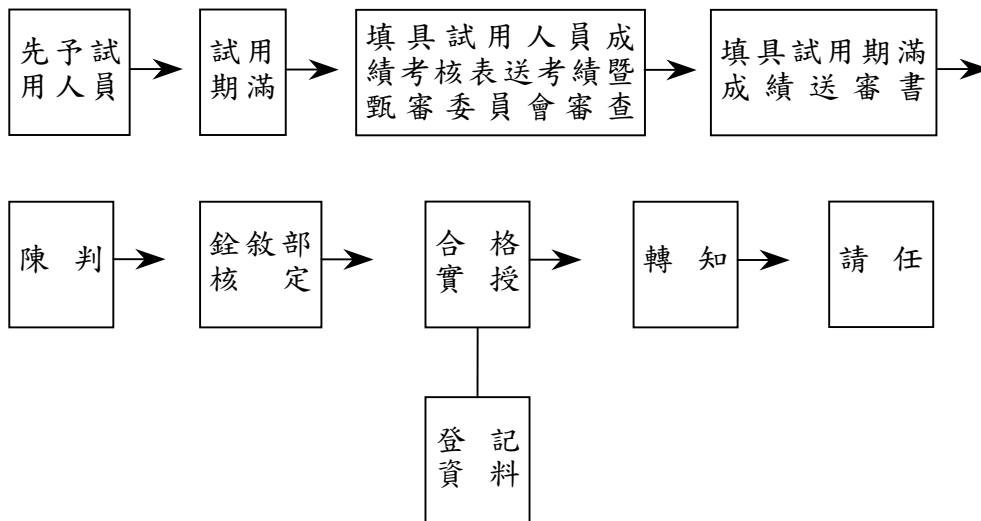 先予試
用人員
試用
期滿
填具試用人員成
績考核表送考績暨
甄審委員會審查
填具試用期滿
成績送審書
陳判
銓敘部
核定
合格
實授
轉知
請任
登記
資料